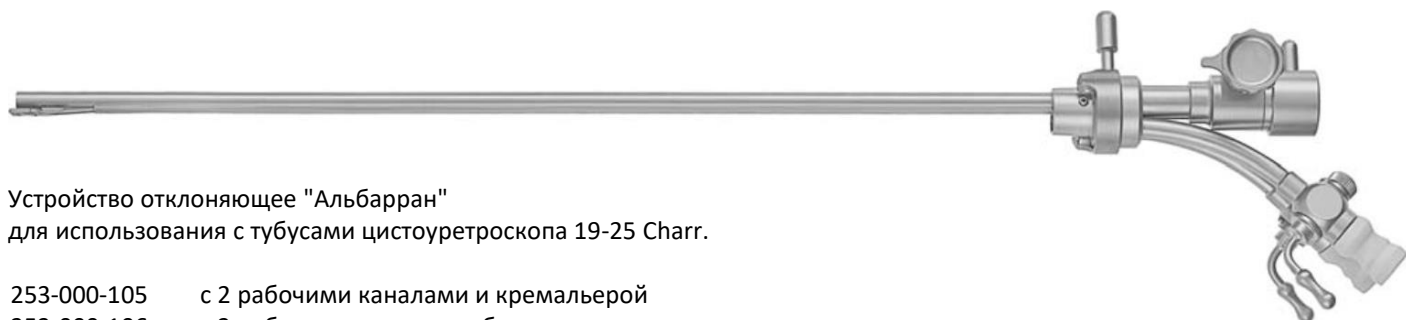 Устройство отклоняющее "Альбарран"
для использования с тубусами цистоуретроскопа 19-25 Charr.
253-000-105 с 2 рабочими каналами и кремальерой